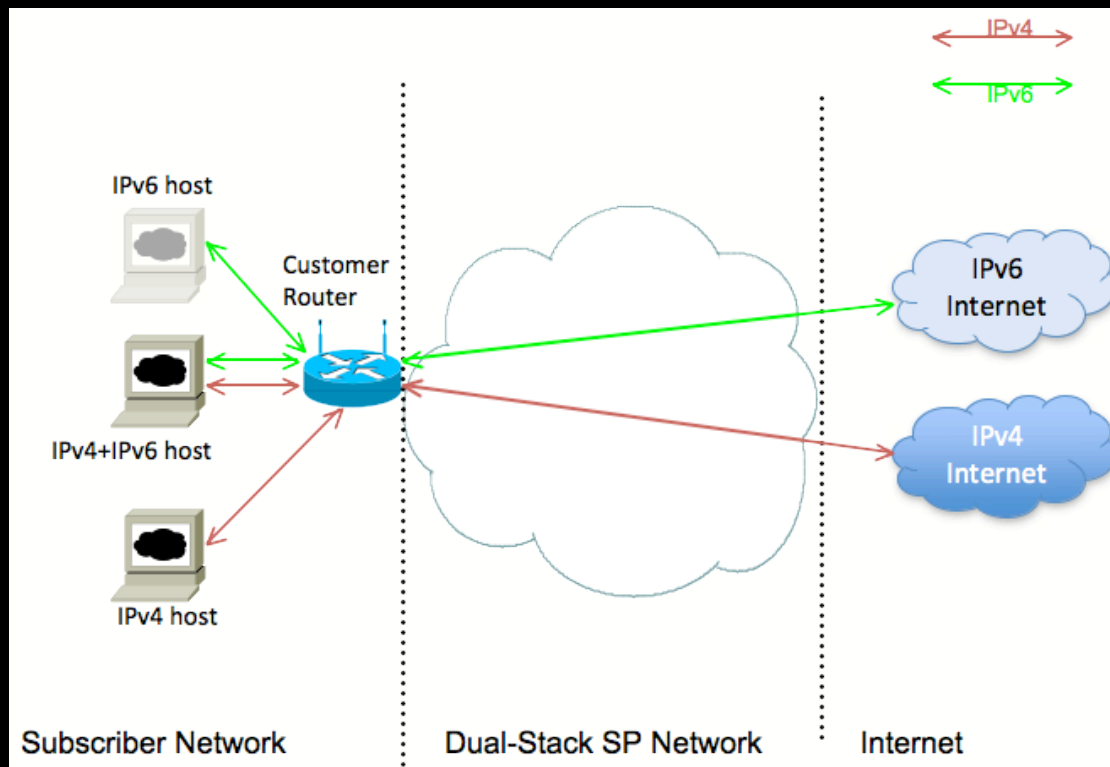 IPv4
IPv6
IPv6 host
Customer
Router
IPv6
Internet
IPv4+IPv6 host
IPv4
Internet
IPv4 host
Subscriber Network
Dual-Stack SP Network
Internet